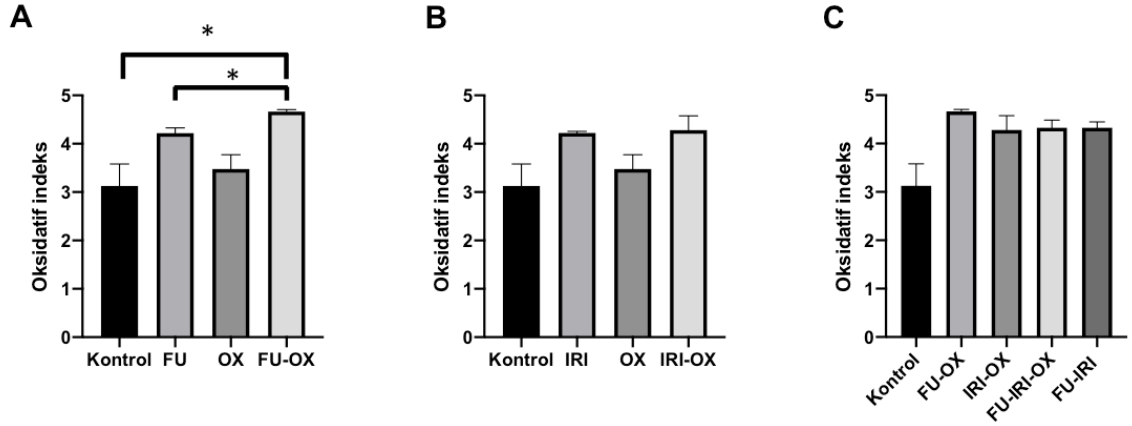 A
*
*
Oksidatif indeks
5
4
3
2
1
0
Kontrol FU OX FU-OX
B
Oksidatif indeks
5
4
3
2
1
0
Kontrol IRI OX IRI-OX
C
Oksidatif indeks
5
4
3
2
1
0
Kontrol
FU-OX
IRI-OX
FU-IRI-OX
FU-IRI